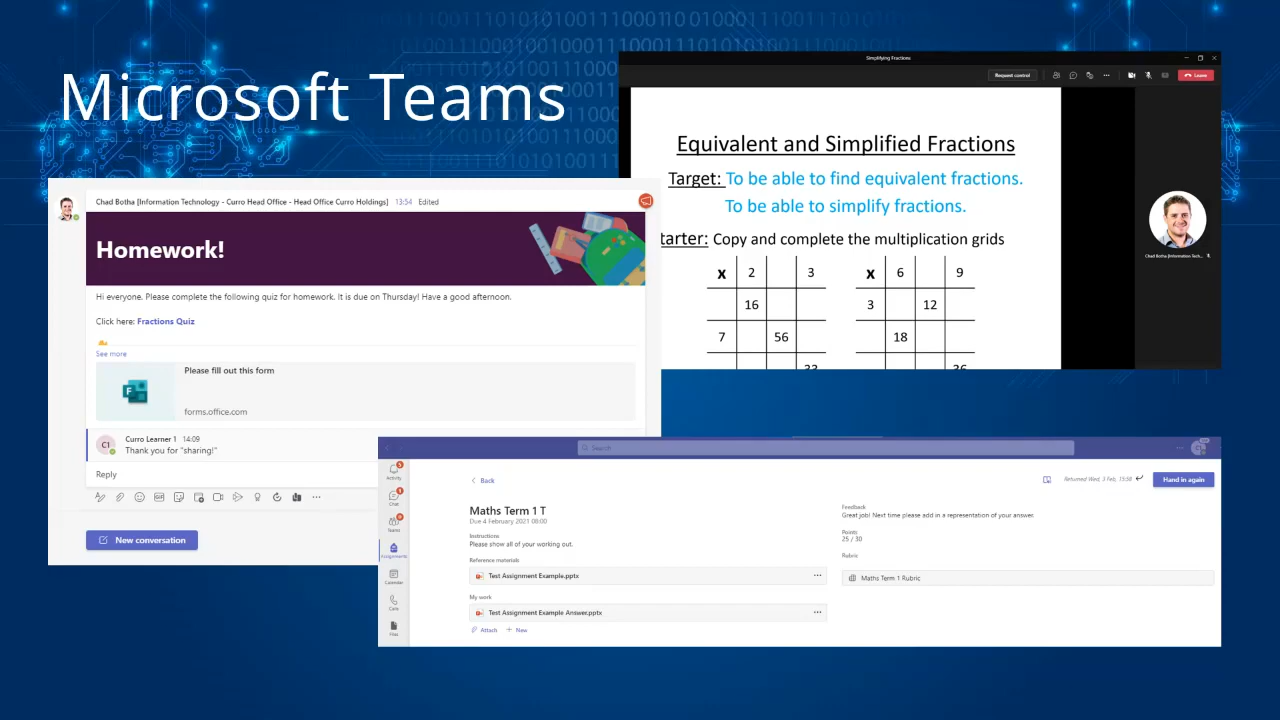 Microsoft Teams
Simplifying Fractions
Request control
Leave
Equivalent and Simplified Fractions
Target: To be able to find equivalent fractions.
To be able to simplify fractions.
tarter: Copy and complete the multiplication grids
x 2 3
16
7 56
33
x 6 9
3 12
18
36
Chad Botha [Information Tech...
Chad Botha [Information Technology - Curro Head Office - Head Office Curro Holdings] 13:54 Edited
Homework!
Hi everyone. Please complete the following quiz for homework. It is due on Thursday! Have a good afternoon.
Click here: Fractions Quiz
See more
F
Please fill out this form
forms.office.com
C1
Curro Learner 1 14:09
Thank you for "sharing!"
Reply
New conversation
Search
Activity
Chat
Teams
Assignments
Calendar
Calls
Files
Back
Returned Wed, 3 Feb, 15:58
Hand in again
Maths Term 1 T
Due 4 February 2021 08:00
Instructions
Please show all of your working out.
Reference materials
Test Assignment Example.pptx
My work
Test Assignment Example Answer.pptx
Attach + New
Feedback
Great job! Next time please add in a representation of your answer.
Points
25 / 30
Rubric
Maths Term 1 Rubric